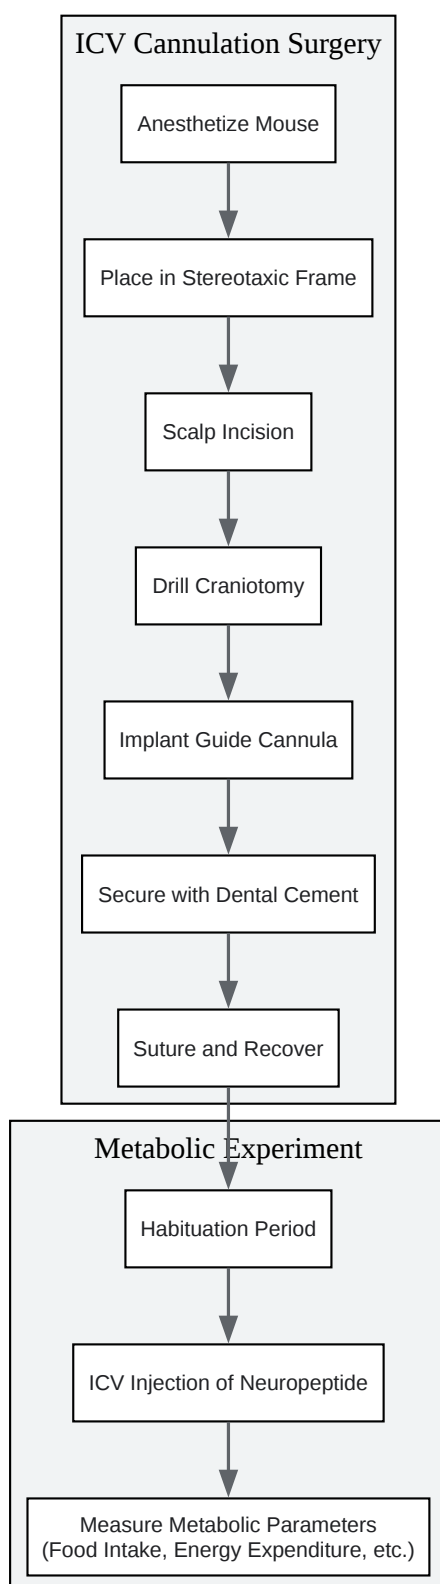 ICV Cannulation Surgery
Anesthetize Mouse
Place in Stereotaxic Frame
Scalp Incision
Drill Craniotomy
Implant Guide Cannula
Secure with Dental Cement
Suture and Recover
Metabolic Experiment
Habituation Period
ICV Injection of Neuropeptide
Measure Metabolic Parameters
(Food Intake, Energy Expenditure, etc.)